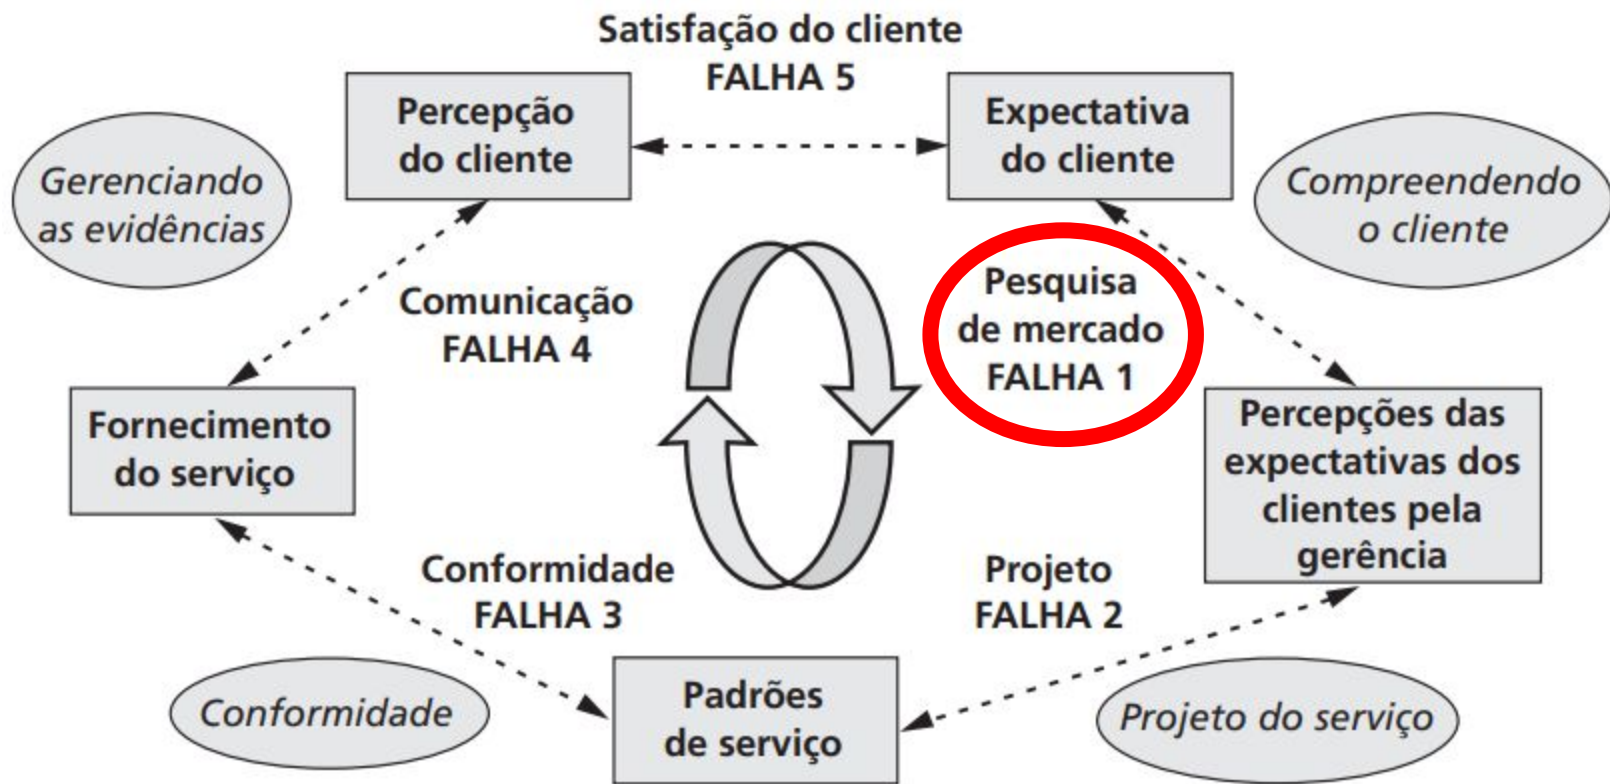 Satisfação do cliente
FALHA 5
Percepção
do cliente
Expectativa
do cliente
Gerenciando
as evidências
Compreendendo
o cliente
Comunicação
FALHA 4
Pesquisa
de mercado
FALHA 1
Fornecimento
do serviço
Percepções das
expectativas dos
clientes pela
gerência
Conformidade
FALHA 3
Projeto
FALHA 2
Conformidade
Padrões
de serviço
Projeto do serviço